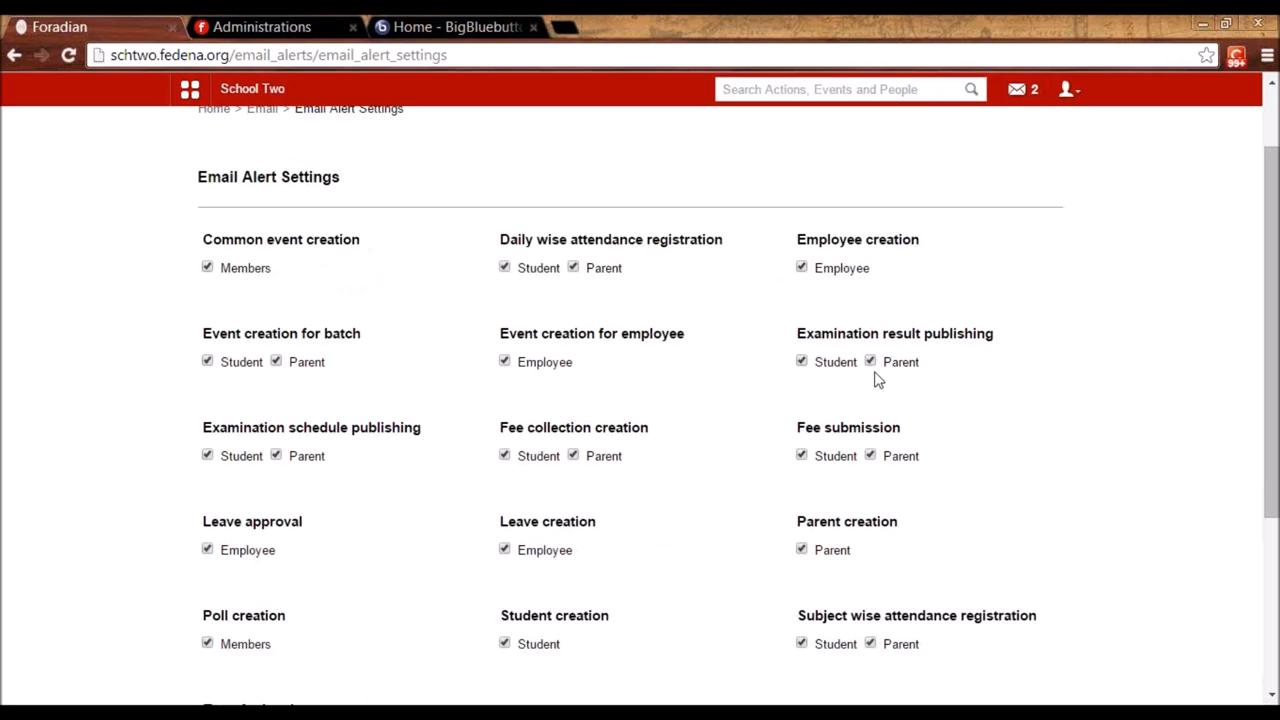 Foradian
Administrations
Home - BigBluebutt
schtwo.fedena.org/email_alerts/email_alert_settings
99+
School Two
Search Actions, Events and People
2
Home > Email > Email Alert Settings
Email Alert Settings
Common event creation
Daily wise attendance registration
Employee creation
Members
Student Parent
Employee
Event creation for batch
Event creation for employee
Examination result publishing
Student Parent
Employee
Student Parent
Examination schedule publishing
Fee collection creation
Fee submission
Student Parent
Student Parent
Student Parent
Leave approval
Leave creation
Parent creation
Employee
Employee
Parent
Poll creation
Student creation
Subject wise attendance registration
Members
Student
Student Parent